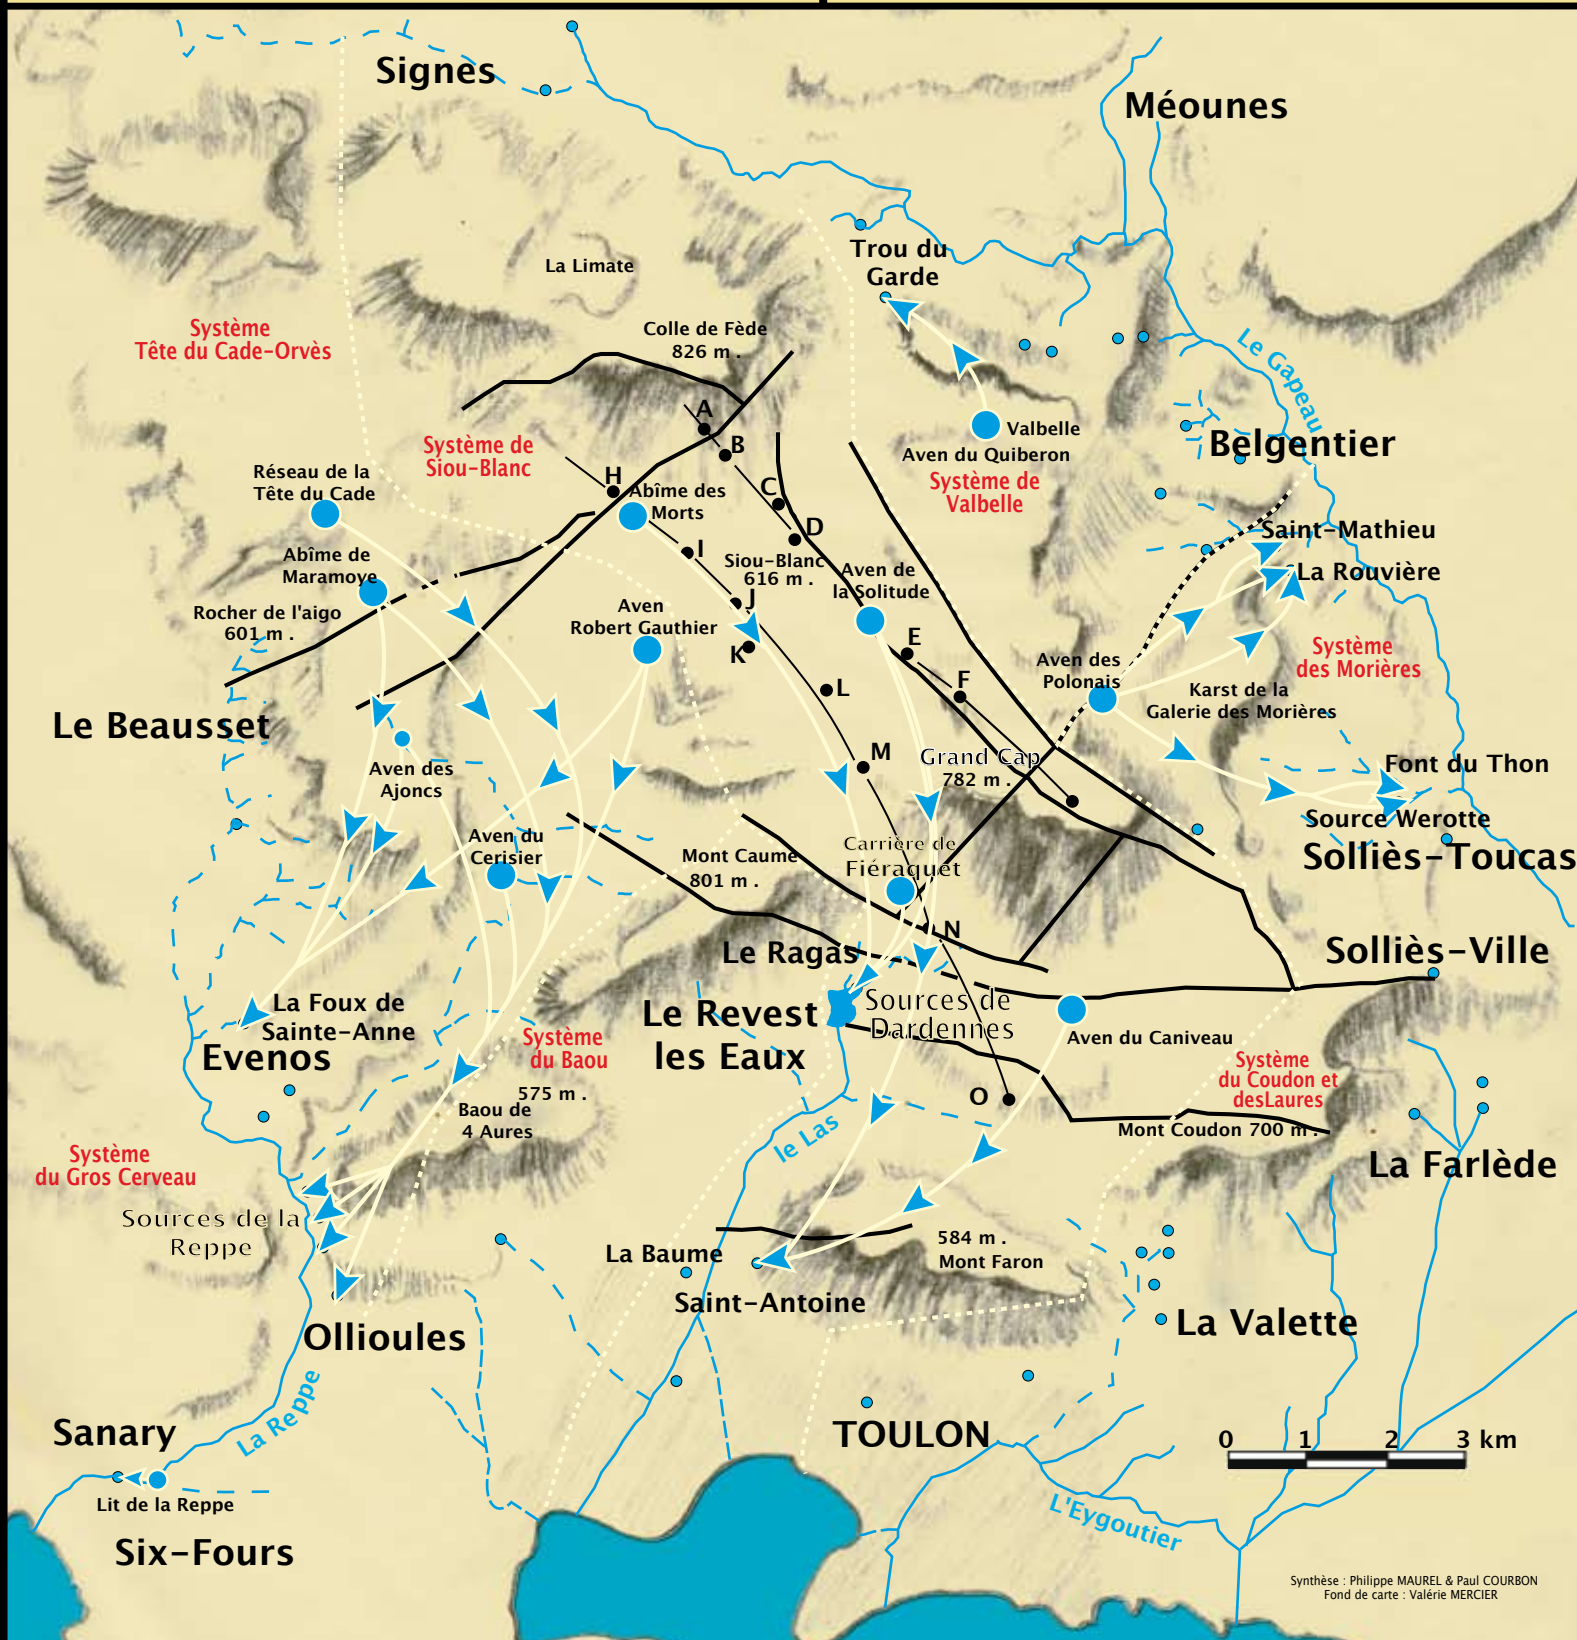 Signes
Méounes
Trou du
Garde
La Limate
Système
Tête du Cade-Orvès
Colle de Fède
826 m .
Le Gapeau
A
B
Valbelle
Aven du Quiberon
Belgentier
Système de
Siou-Blanc
Système de
Valbelle
Réseau de la
Tête du Cade
H
Abîme des
Morts
C
D
Saint-Mathieu
Abîme de
Maramoye
I
Siou-Blanc
616 m .
Aven de
la Solitude
La Rouvière
Rocher de l'aigo
601 m .
Aven
Robert Gauthier
J
K
E
F
Système
des Morières
Aven des
Polonais
Karst de la
Galerie des Morières
L
Le Beausset
M
Grand Cap
782 m .
Font du Thon
Aven des
Ajoncs
Source Werotte
Aven du
Cerisier
Mont Caume
801 m .
Carrière de
Fiéraquet
Solliès-Toucas
N
Le Ragas
Solliès-Ville
La Foux de
Sainte-Anne
Le Revest
les Eaux
Sources de
Dardennes
Evenos
Système
du Baou
Aven du Caniveau
Système
du Coudon et
desLaures
575 m .
Baou de
4 Aures
O
le Las
Mont Coudon 700 m .
Système
du Gros Cerveau
La Farlède
Sources de la
Reppe
La Baume
584 m .
Mont Faron
Saint-Antoine
La Valette
Ollioules
La Reppe
Sanary
TOULON
0 1 2 3 km
Lit de la Reppe
L'Eygoutier
Six-Fours
Synthèse : Philippe MAUREL & Paul COURBON
Fond de carte : Valérie MERCIER